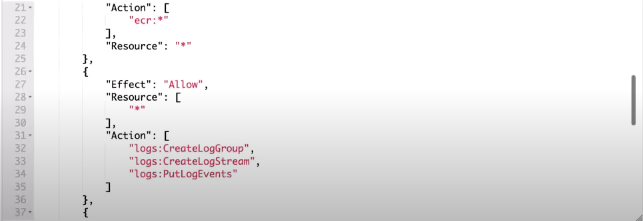 21 "Action": [
22 "ecr:*"
23 ],
24 "Resource": "*"
25 },
26 {
27 "Effect": "Allow",
28 "Resource": [
29 "*"
30 ],
31 "Action": [
32 "logs:CreateLogGroup",
33 "logs:CreateLogStream",
34 "logs:PutLogEvents"
35 ]
36 },
37 {